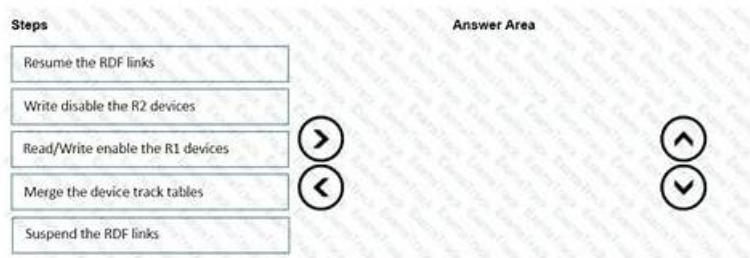 Steps
Answer Area
Resume the RDF links
Write disable the R2 devices
Read/Write enable the R1 devices
Merge the device track tables
Suspend the RDF links